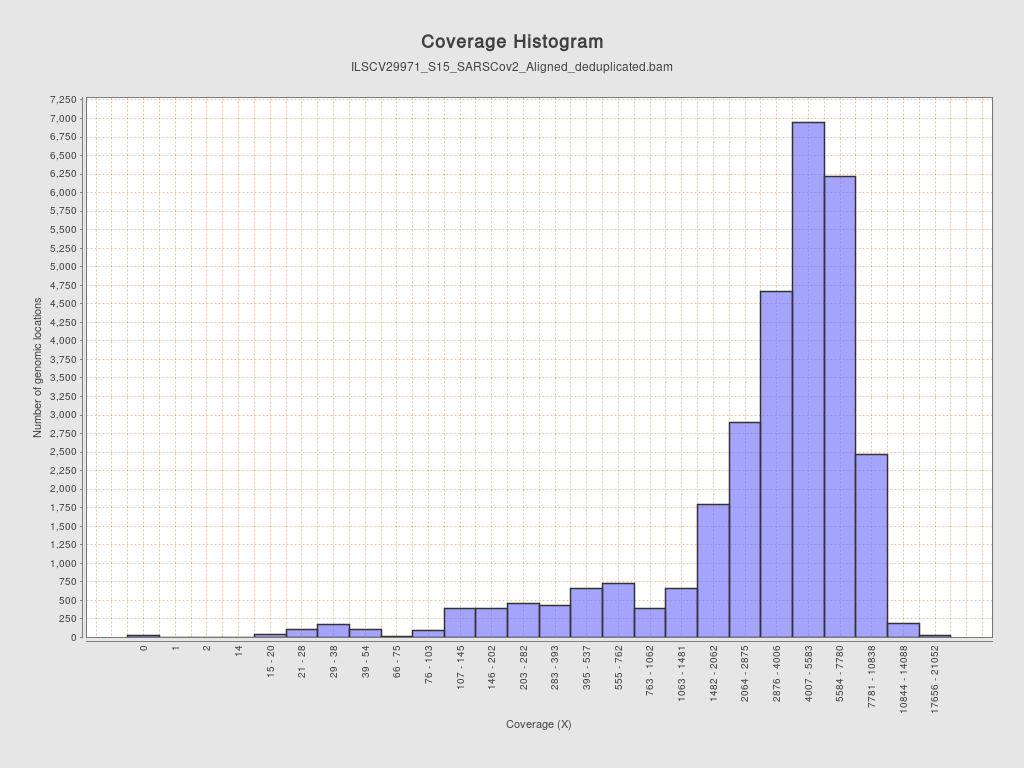 Coverage Histogram
ILSCV29971_S15_SARSCov2_Aligned_deduplicated.bam
Number of genomic locations
7,250
7,000
6,750
6,500
6,250
6,000
5,750
5,500
5,250
5,000
4,750
4,500
4,250
4,000
3,750
3,500
3,250
3,000
2,750
2,500
2,250
2,000
1,750
1,500
1,250
1,000
750
500
250
0
0
1
2
14
15 - 20
21 - 28
29 - 38
39 - 54
66 - 75
76 - 103
107 - 145
146 - 202
203 - 282
283 - 393
395 - 537
555 - 762
763 - 1062
1063 - 1481
1482 - 2062
2064 - 2875
2876 - 4006
4007 - 5583
5584 - 7780
7781 - 10838
10844 - 14088
17656 - 21052
Coverage (X)